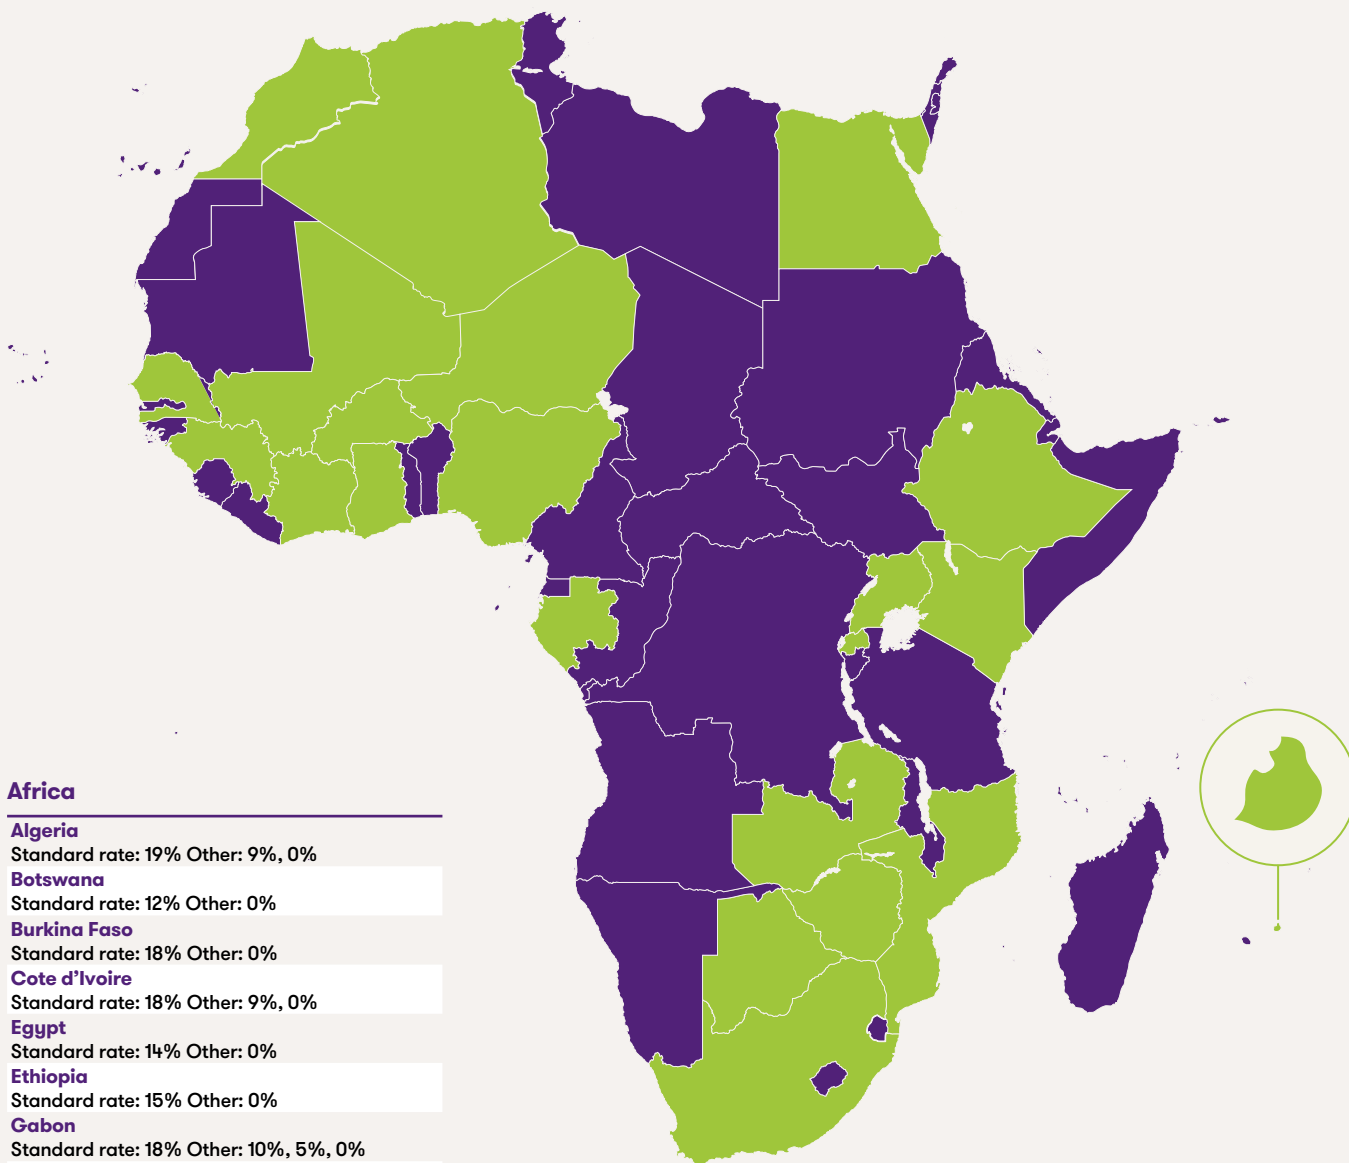 Africa
Algeria
Standard rate: 19% Other: 9%, 0%
Botswana
Standard rate: 12% Other: 0%
Burkina Faso
Standard rate: 18% Other: 0%
Cote d'Ivoire
Standard rate: 18% Other: 9%, 0%
Egypt
Standard rate: 14% Other: 0%
Ethiopia
Standard rate: 15% Other: 0%
Gabon
Standard rate: 18% Other: 10%, 5%, 0%